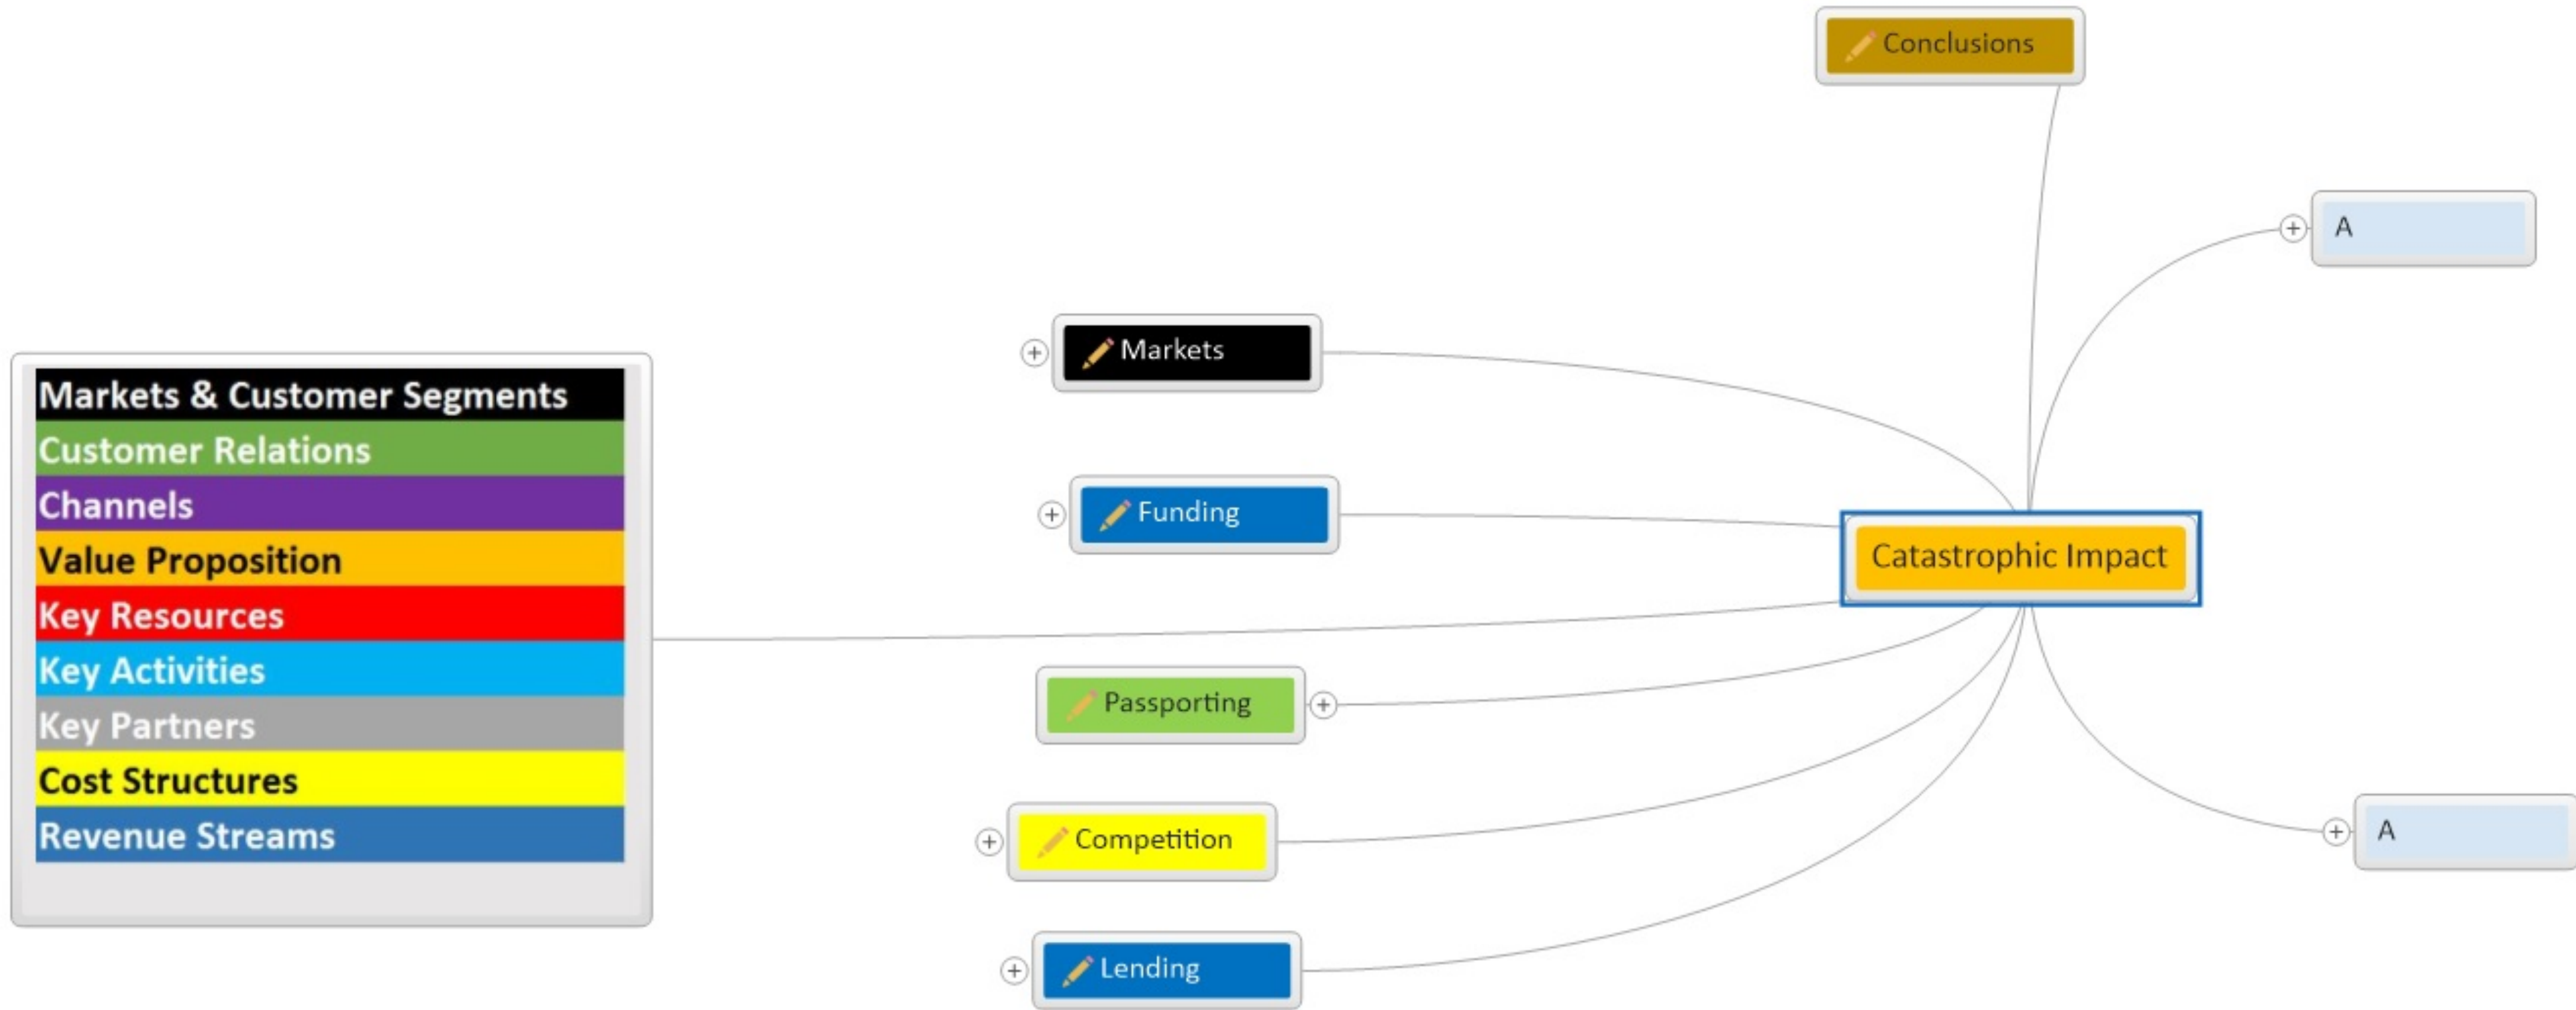 Conclusions
A
Markets
Markets & Customer Segments
Customer Relations
Channels
Value Proposition
Key Resources
Key Activities
Key Partners
Cost Structures
Revenue Streams
Funding
Catastrophic Impact
Passporting
Competition
A
Lending